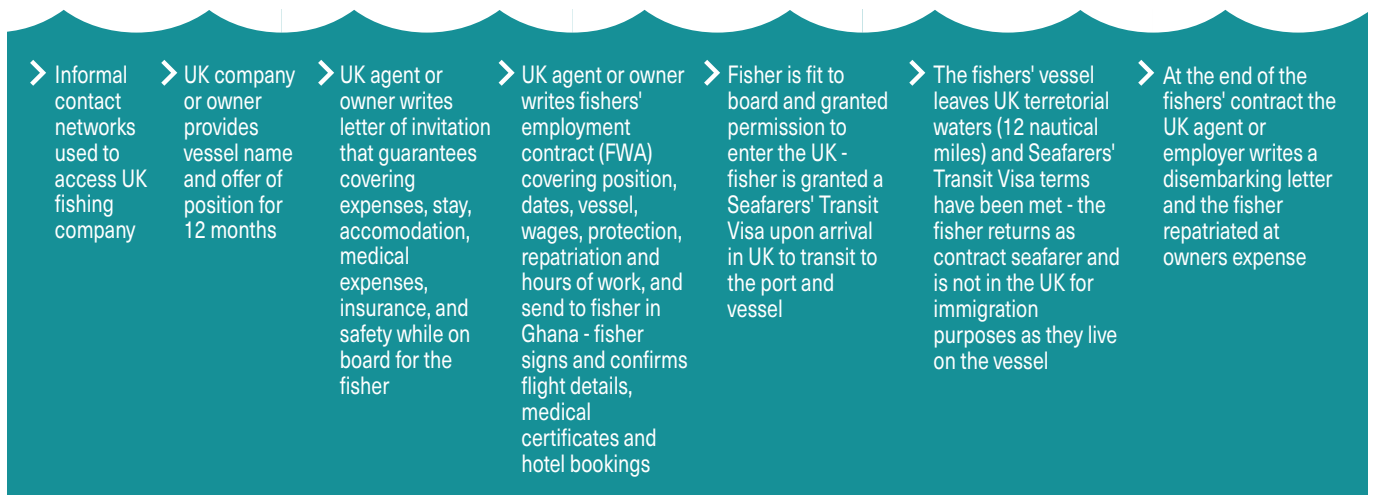 Informal
contact
networks
used to
access UK
fishing
company
UK company
or owner
provides
vessel name
and offer of
position for
12 months
UK agent or
owner writes
letter of invitation
that guarantees
covering
expenses, stay,
accomodation,
medical
expenses,
insurance, and
safety while on
board for the
fisher
UK agent or owner
writes fishers'
employment
contract (FWA)
covering position,
dates, vessel,
wages, protection,
repatriation and
hours of work, and
send to fisher in
Ghana - fisher
signs and confirms
flight details,
medical
certificates and
hotel bookings
Fisher is fit to
board and granted
permission to
enter the UK -
fisher is granted a
Seafarers' Transit
Visa upon arrival
in UK to transit to
the port and
vessel
The fishers' vessel
leaves UK terretorial
waters (12 nautical
miles) and Seafarers'
Transit Visa terms
have been met - the
fisher returns as
contract seafarer and
is not in the UK for
immigration
purposes as they live
on the vessel
At the end of the
fishers' contract the
UK agent or
employer writes a
disembarking letter
and the fisher
repatriated at
owners expense